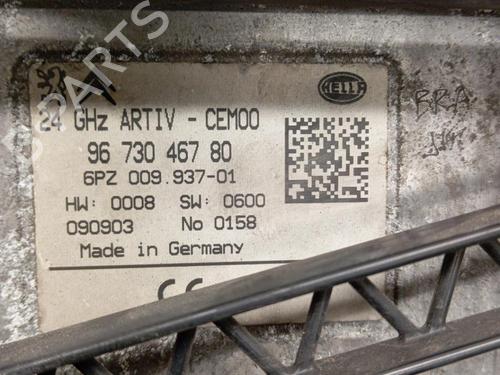 HELLA
24 GHz ARTIV - CEM00
96 730 467 80
6PZ 009.937-01
HW: 0008 SW: 0600
090903 No 0158
Made in Germany
CE
B-PARTS